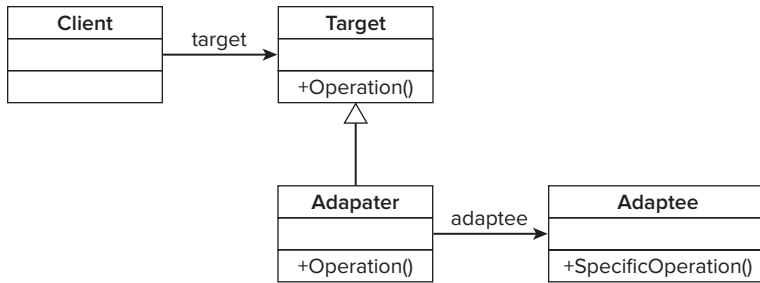 Client
target
Target
+Operation()
Adapater
+Operation()
adaptee
Adaptee
+SpecificOperation()